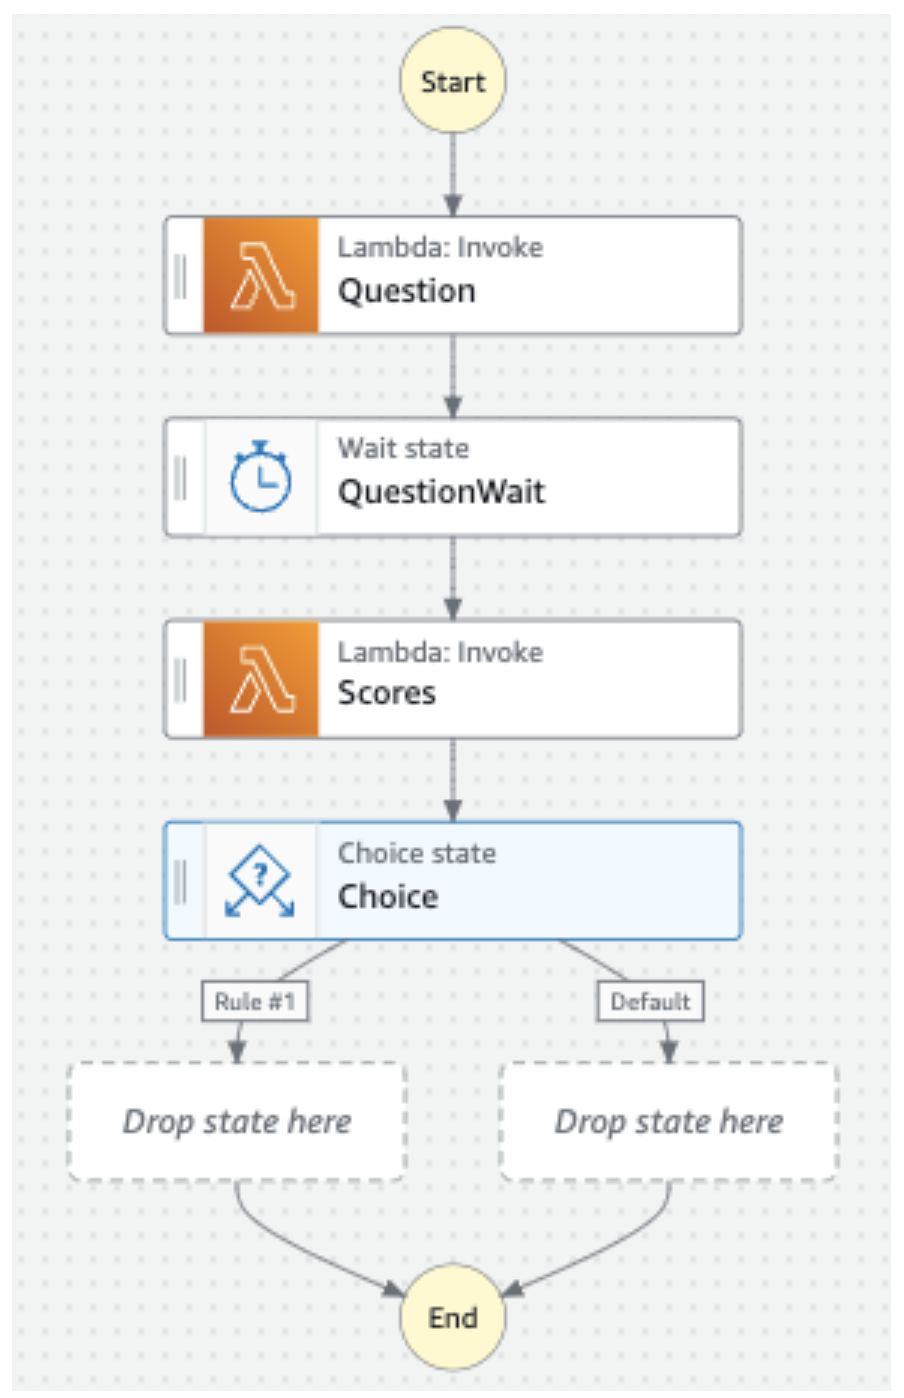 Start
Lambda: Invoke
Question
Wait state
QuestionWait
Lambda: Invoke
Scores
?
Choice state
Choice
Rule #1
Default
Drop state here
Drop state here
End